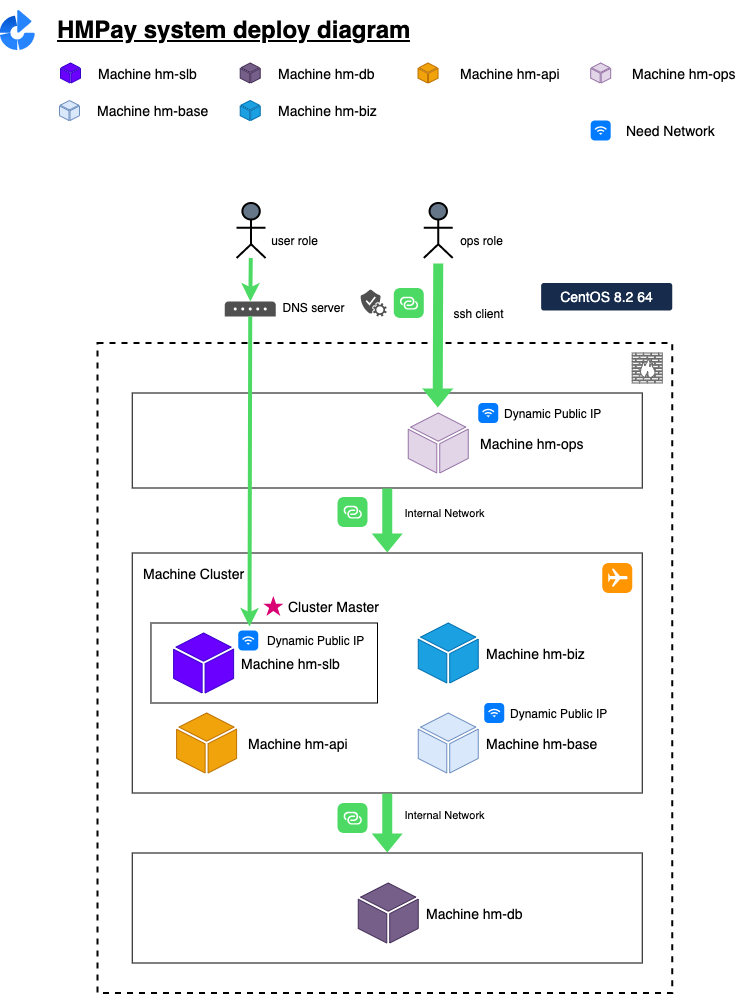 HMPay system deploy diagram
Machine hm-slb
Machine hm-db
Machine hm-api
Machine hm-ops
Machine hm-base
Machine hm-biz
Need Network
user role
ops role
DNS server
ssh client
CentOS 8.2 64
Dynamic Public IP
Machine hm-ops
Internal Network
Machine Cluster
Cluster Master
Dynamic Public IP
Machine hm-slb
Machine hm-biz
Dynamic Public IP
Machine hm-api
Machine hm-base
Internal Network
Machine hm-db